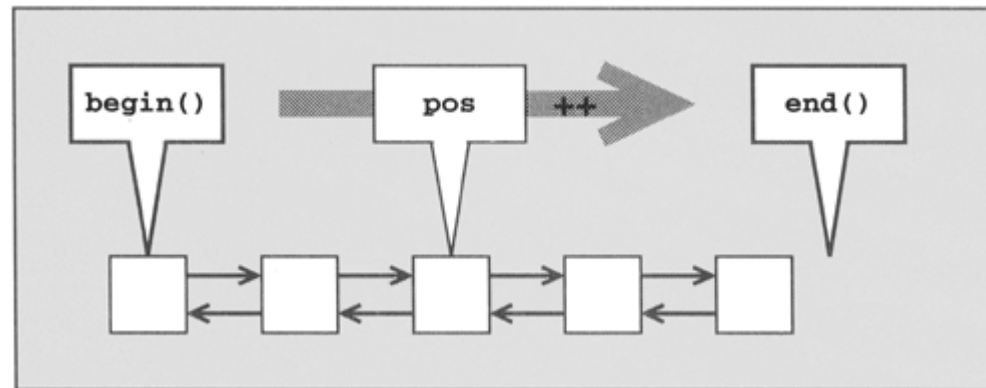 begin()
pos
++
end()